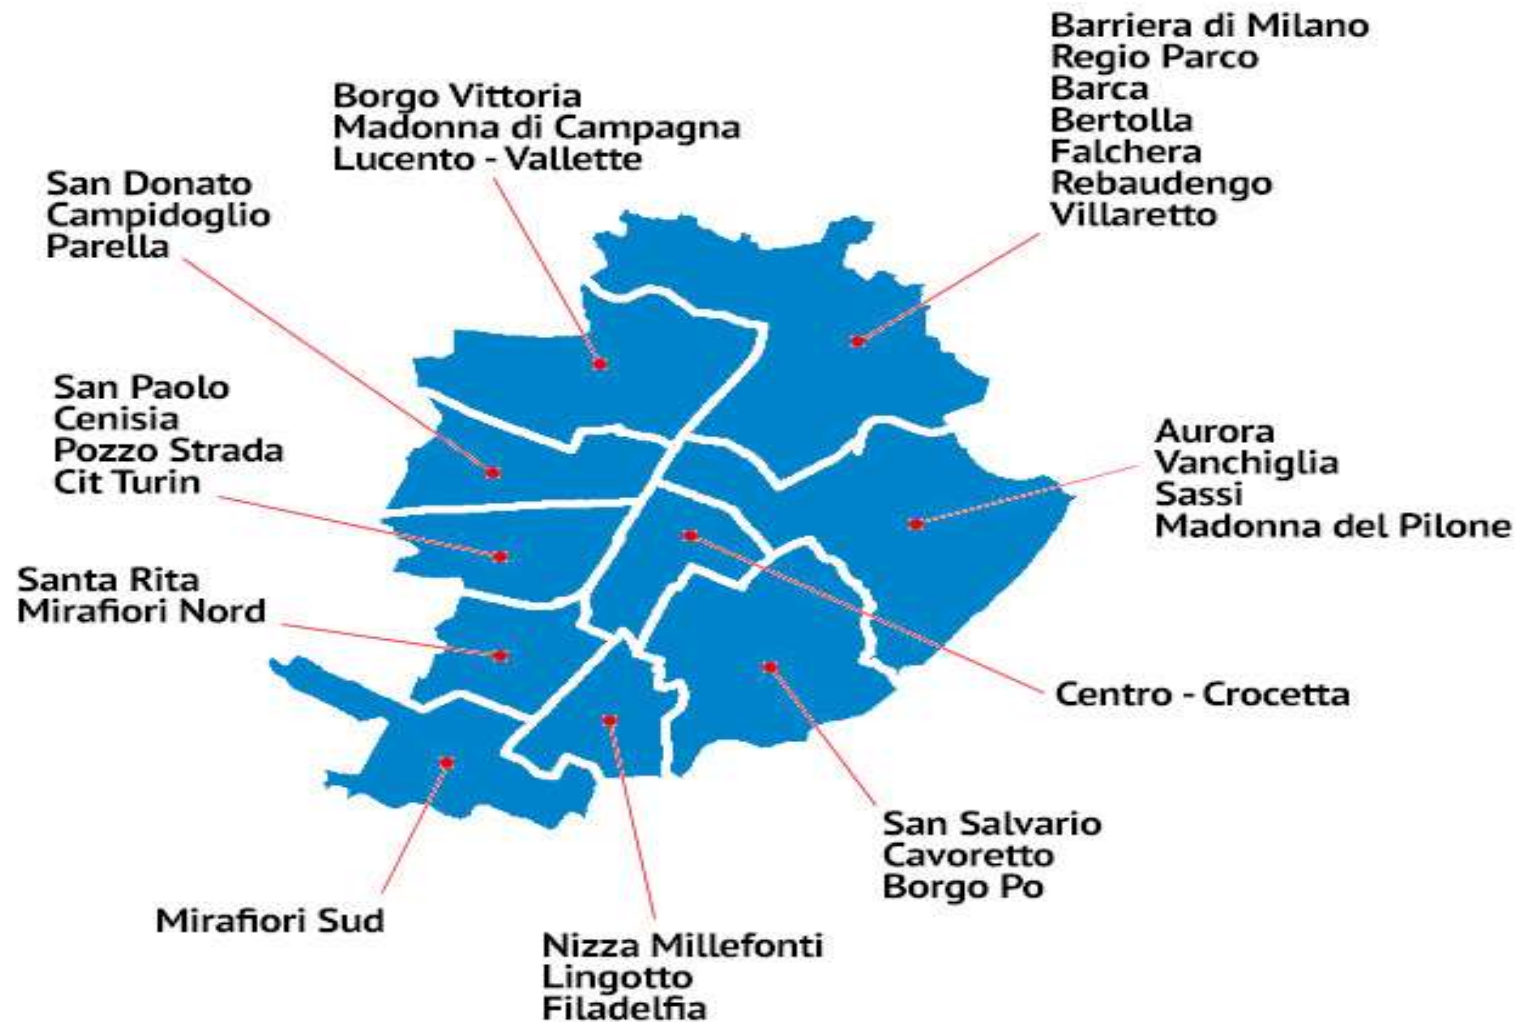 Barriera di Milano
Regio Parco
Barca
Bertolla
Falchera
Rebaudengo
Villaretto
Borgo Vittoria
Madonna di Campagna
Lucento - Vallette
San Donato
Campidoglio
Parella
San Paolo
Cenisia
Pozzo Strada
Cit Turin
Aurora
Vanchiglia
Sassi
Madonna del Pilone
Santa Rita
Mirafiori Nord
Centro - Crocetta
San Salvario
Cavoretto
Borgo Po
Mirafiori Sud
Nizza Millefonti
Lingotto
Filadelfia